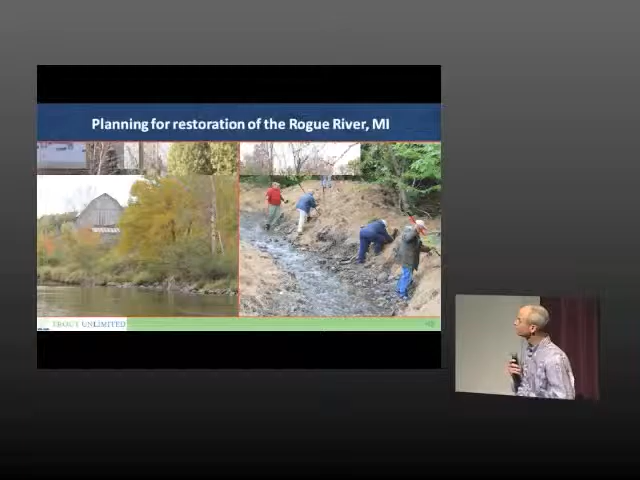 Planning for restoration of the Rogue River, MI
TROUT UNLIMITED